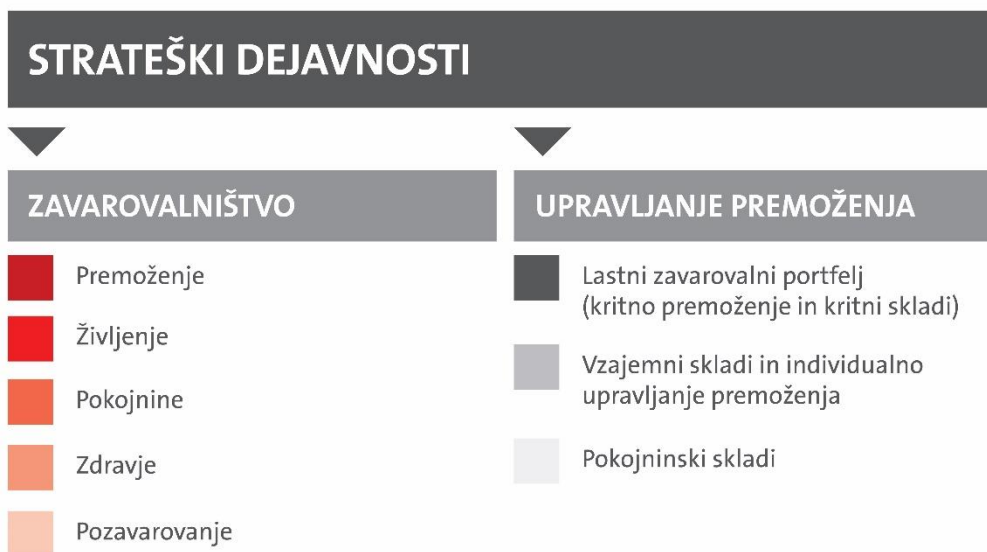 STRATEŠKI DEJAVNOSTI
ZAVAROVALNIŠTVO
Premoženje
Življenje
Pokojnine
Zdravje
Pozavarovanje
UPRAVLJANJE PREMOŽENJA
Lastni zavarovalni portfelj
(kritno premoženje in kritni skladi)
Vzajemni skladi in individualno
upravljanje premoženja
Pokojninski skladi